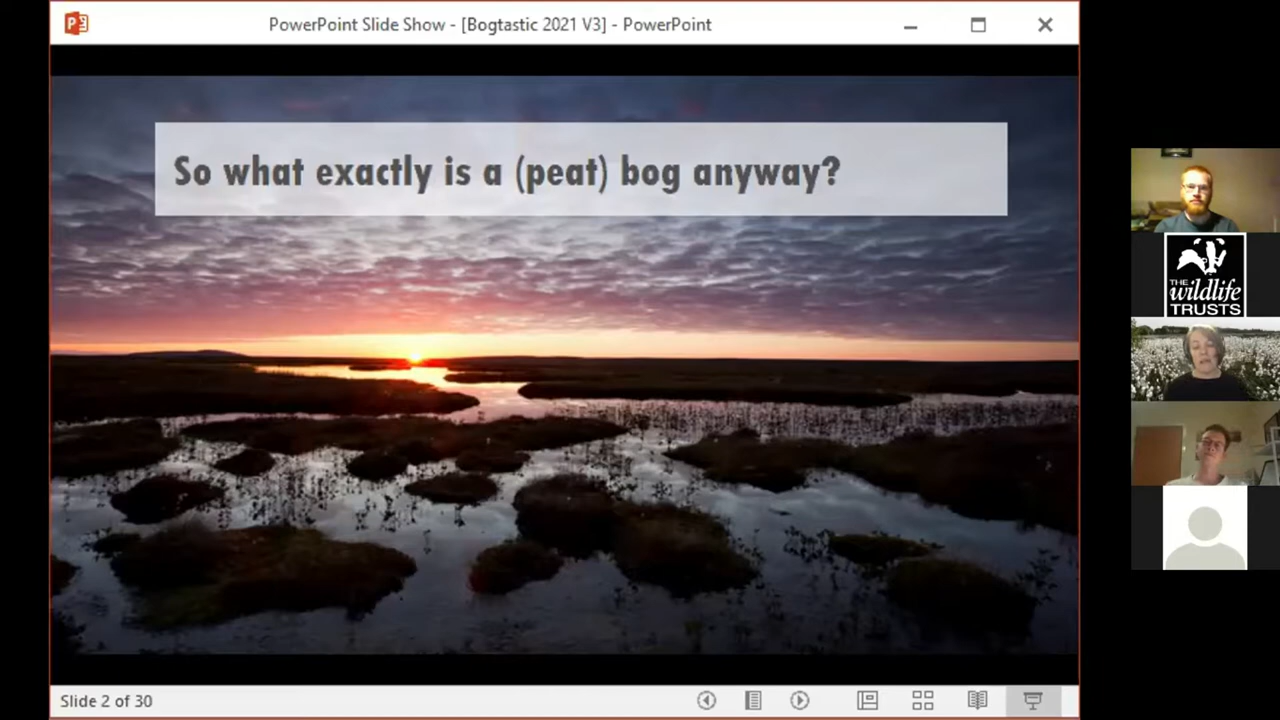 PowerPoint Slide Show - [Bogtastic 2021 V3] - PowerPoint
So what exactly is a (peat) bog anyway?
THE
wildlife
TRUSTS
Slide 2 of 30